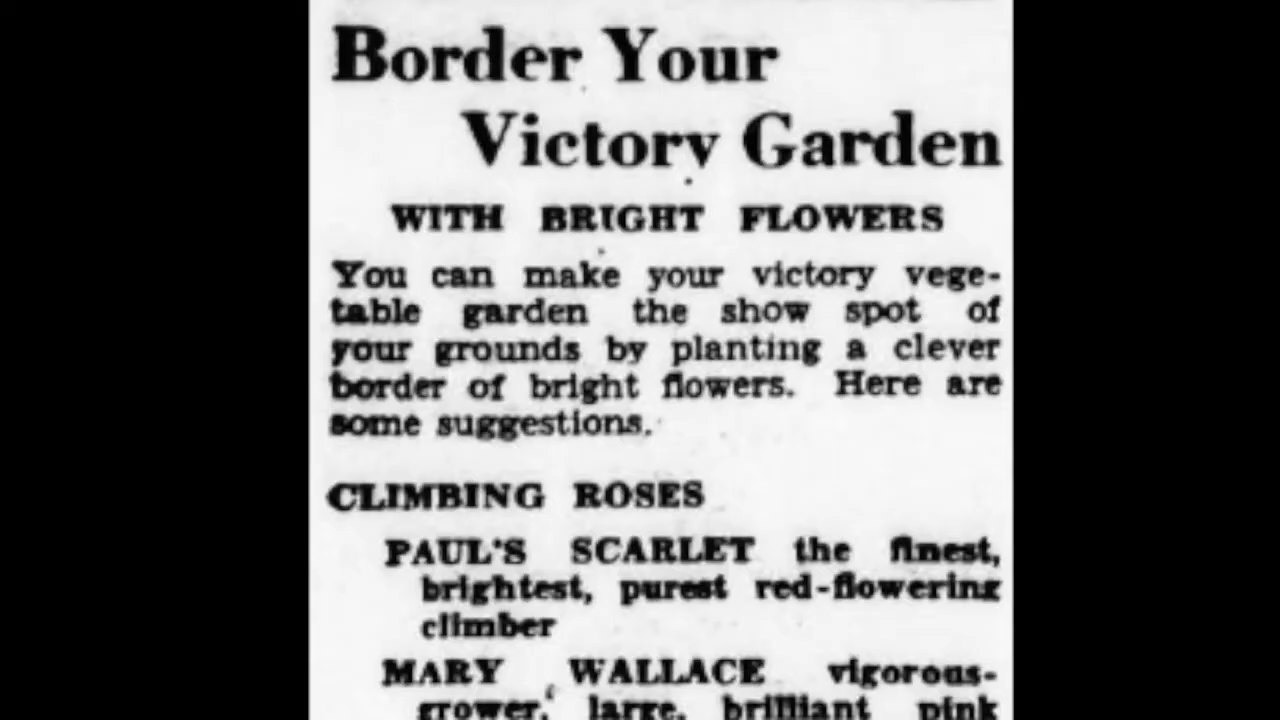 Border Your
Victory Garden
WITH BRIGHT FLOWERS
You can make your victory vege-
table garden the show spot of
your grounds by planting a clever
border of bright flowers. Here are
some suggestions.
CLIMBING ROSES
PAUL'S SCARLET the finest,
brightest, purest red-flowering
climber
MARY WALLACE vigorous-
grower, large, brilliant pink